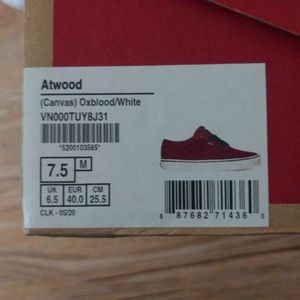 Atwood
(Canvas) Oxblood/White
VN000TUY8J31
*5200103585*
7.5 M
UK EUR CM
6.5 40.0 25.5
CLK - 05/20
6 87682 71436 0